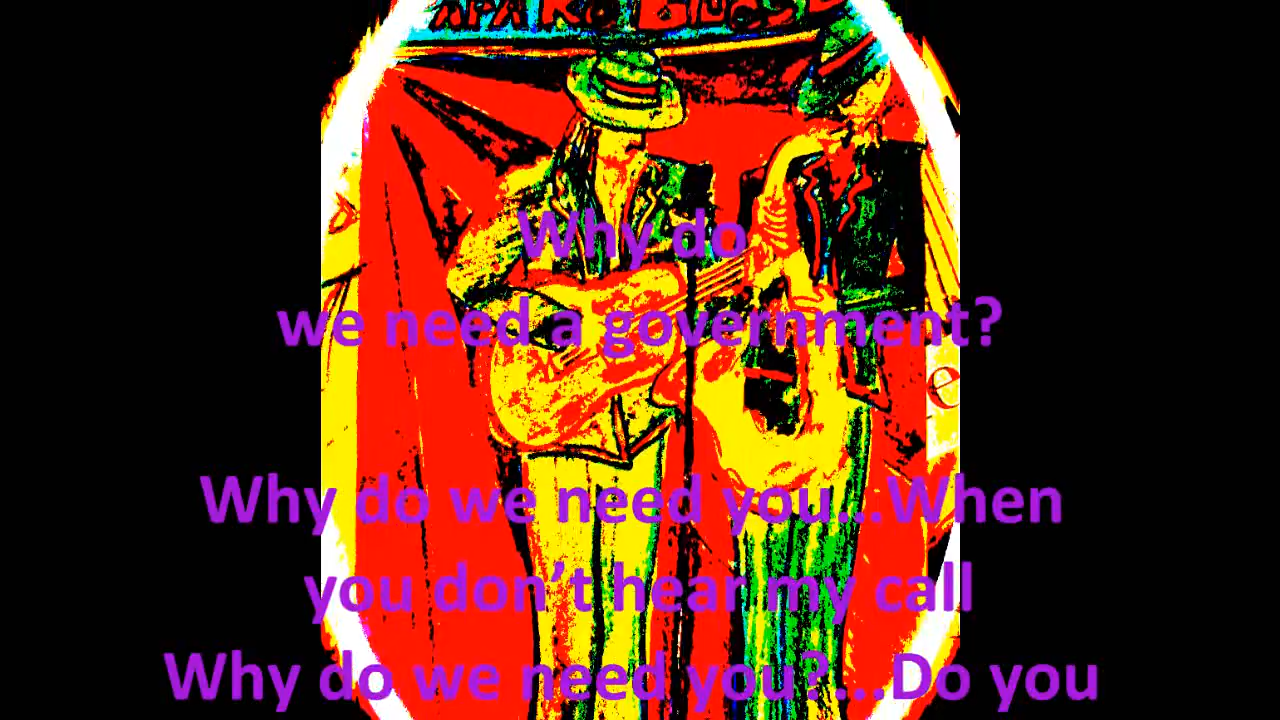 Why do
we need a government?
Why do we need you...When
you don’t hear my call
Why do we need you?...Do you